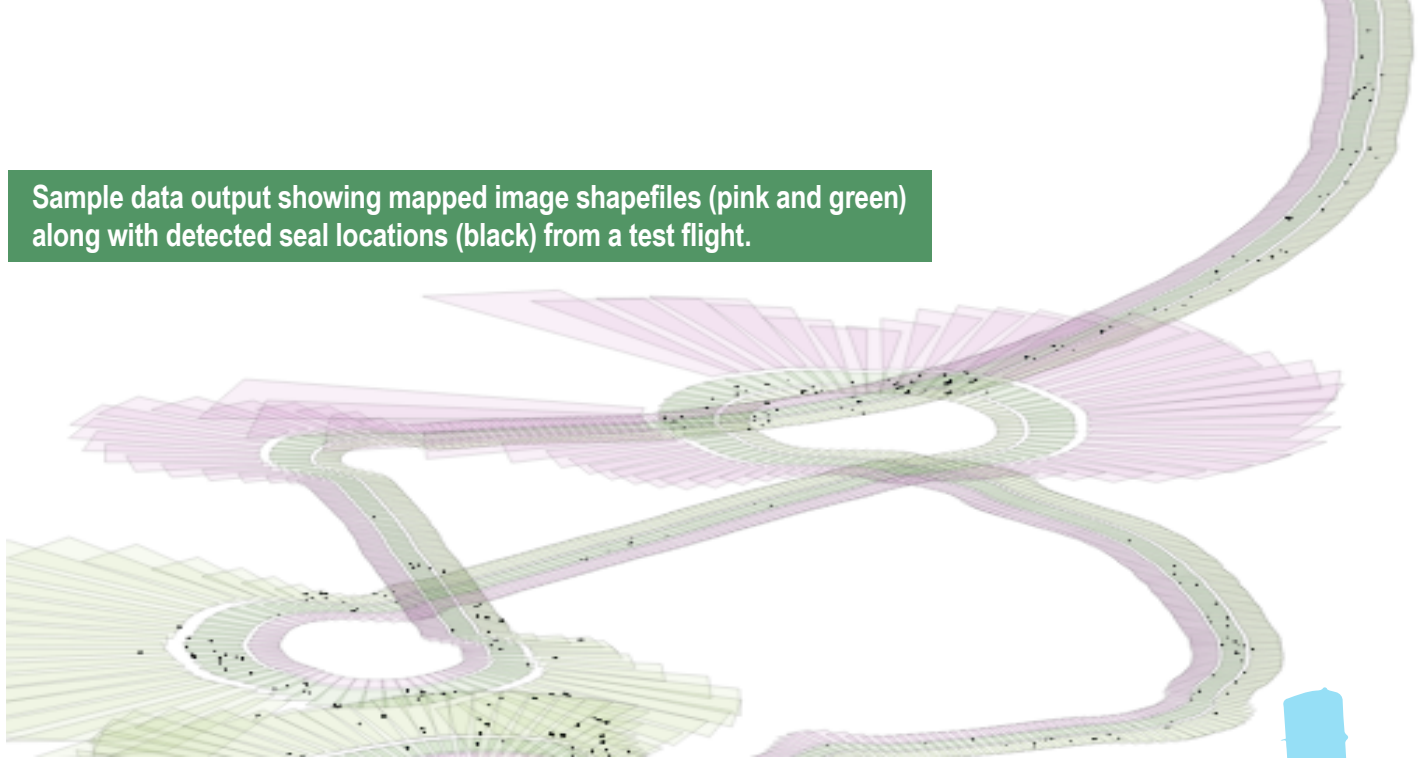 Sample data output showing mapped image shapefiles (pink and green)
along with detected seal locations (black) from a test flight.